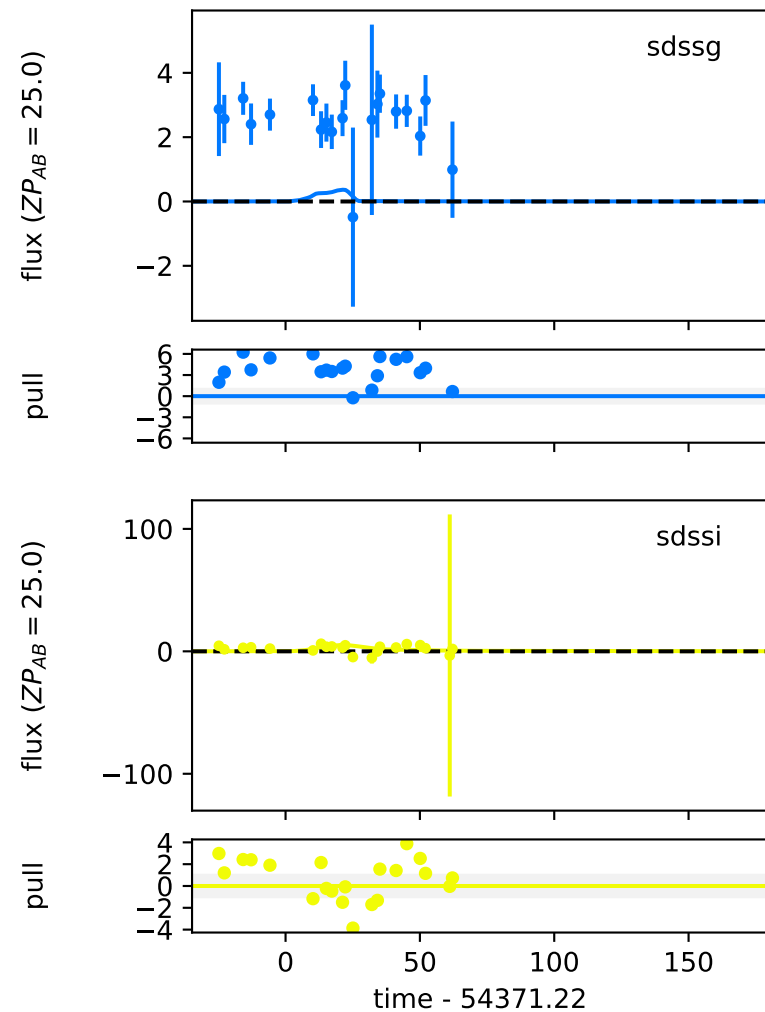 sdssg
flux (ZP_AB = 25.0)
4
2
0
−2
pull
6
3
0
−3
−6
sdssi
flux (ZP_AB = 25.0)
100
0
−100
pull
4
2
0
−2
−4
0 50 100 150
time - 54371.22